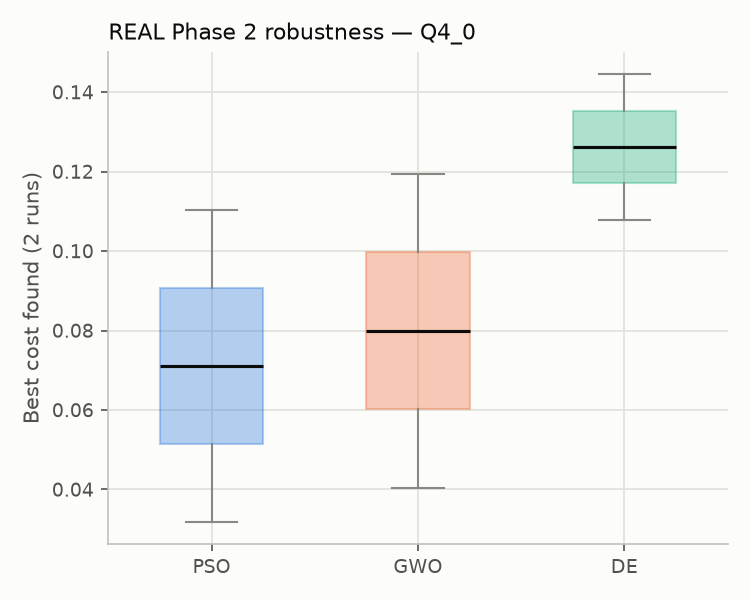 REAL Phase 2 robustness — Q4_0
Best cost found (2 runs)
0.14
0.12
0.10
0.08
0.06
0.04
PSO
GWO
DE